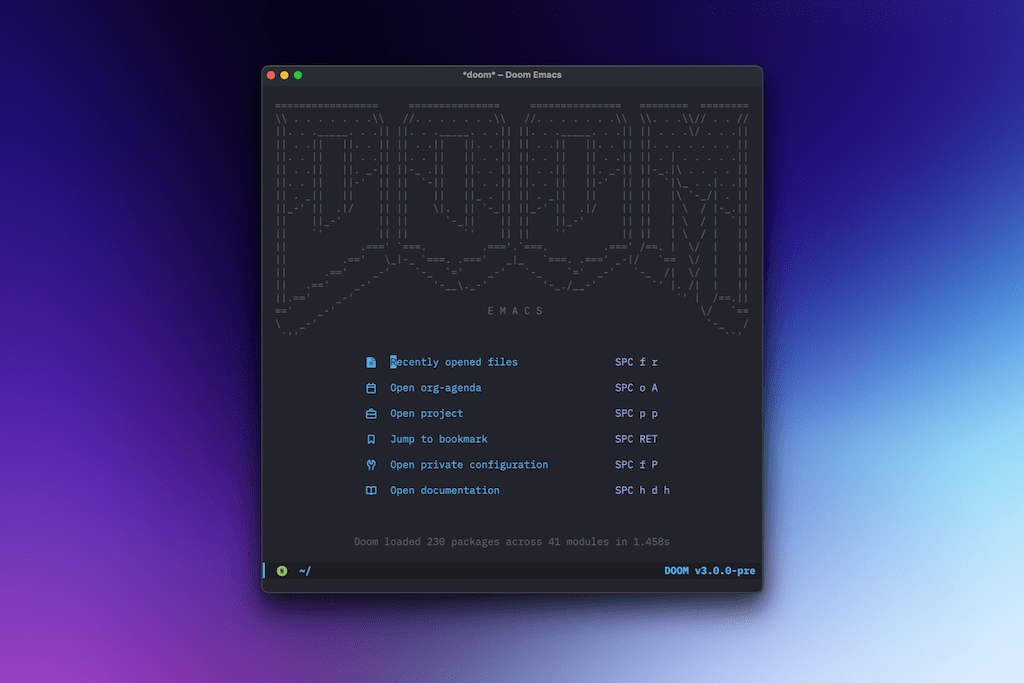 *doom* – Doom Emacs
E M A C S
Recently opened files SPC f r
Open org-agenda SPC o A
Open project SPC p p
Jump to bookmark SPC RET
Open private configuration SPC f P
Open documentation SPC h d h
Doom loaded 230 packages across 41 modules in 1.458s
N ~/ DOOM v3.0.0-pre